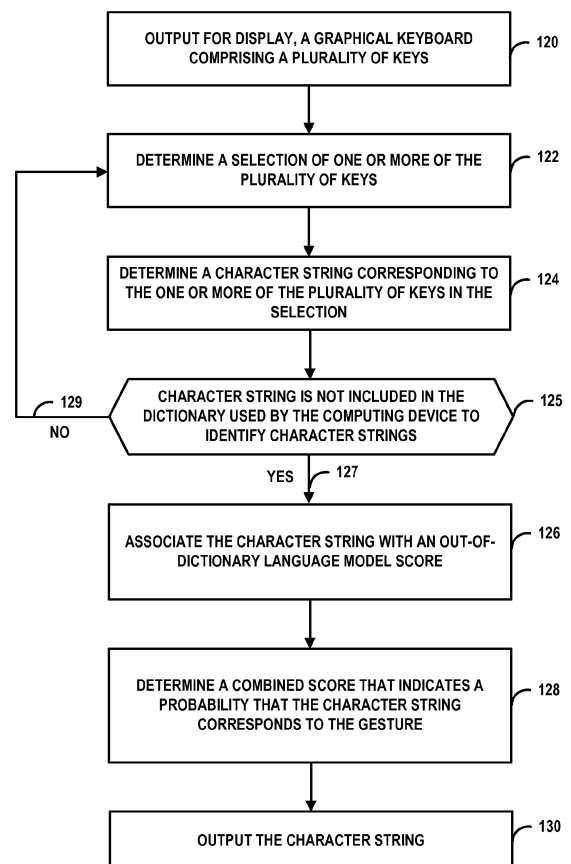 OUTPUT FOR DISPLAY, A GRAPHICAL KEYBOARD
COMPRISING A PLURALITY OF KEYS
120
DETERMINE A SELECTION OF ONE OR MORE OF THE
PLURALITY OF KEYS
122
DETERMINE A CHARACTER STRING CORRESPONDING TO
THE ONE OR MORE OF THE PLURALITY OF KEYS IN THE
SELECTION
124
CHARACTER STRING IS NOT INCLUDED IN THE
DICTIONARY USED BY THE COMPUTING DEVICE TO
IDENTIFY CHARACTER STRINGS
125
129
NO
YES
127
ASSOCIATE THE CHARACTER STRING WITH AN OUT-OF-
DICTIONARY LANGUAGE MODEL SCORE
126
DETERMINE A COMBINED SCORE THAT INDICATES A
PROBABILITY THAT THE CHARACTER STRING
CORRESPONDS TO THE GESTURE
128
OUTPUT THE CHARACTER STRING
130